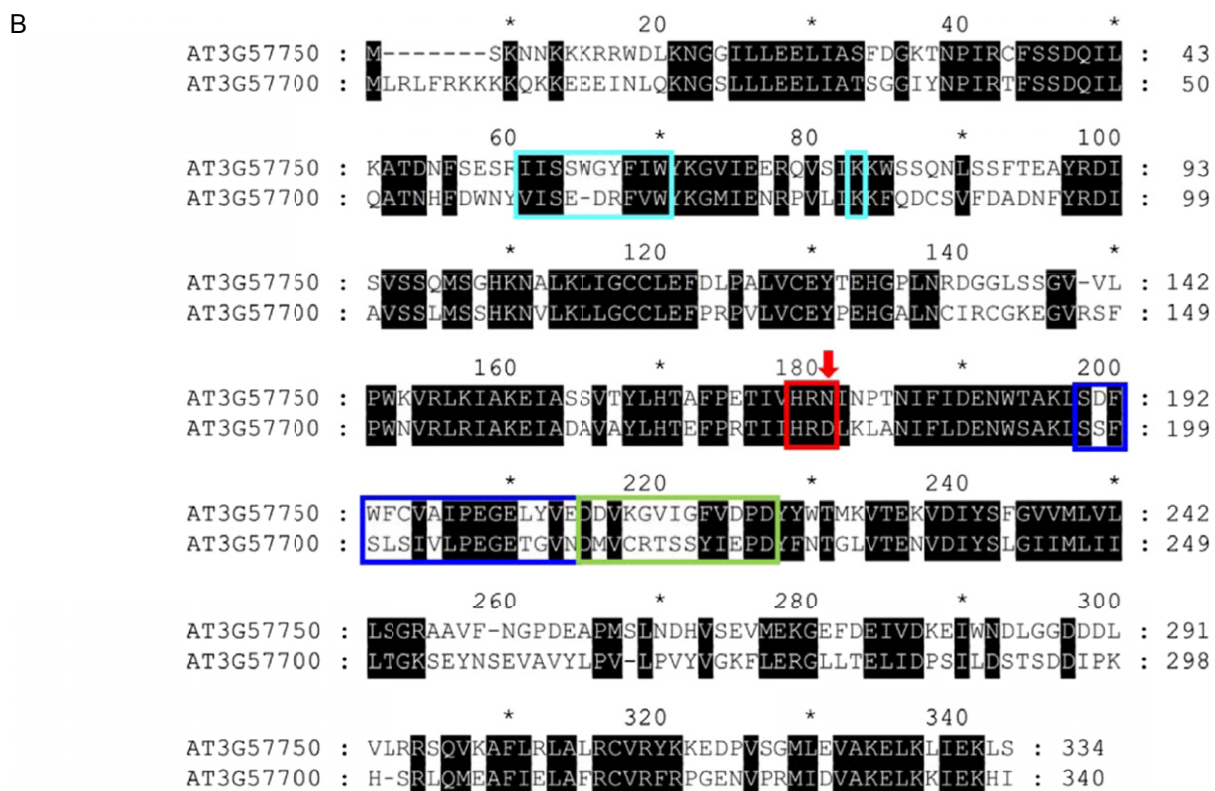 B
* 20 * 40 *
AT3G57750 : M-------SKNNKKKRRWDLKNGGILLEELIASFDGKTNPIRCFSSDQIL : 43
AT3G57700 : MLRLFRKKKKQKKEEEINLQKNGSLLLEELIATSGGIYNPIRTFSSDQIL : 50
60 * 80 * 100
AT3G57750 : KATDNFSESRIISSWGYFIWYKGVIEERQVSIKKWSSQNLSSFTEAYRDI : 93
AT3G57700 : QATNHFDWNYVISE-DRFVWYKGMIENRPVLIKKFQDCSVFDADNFYRDI : 99
* 120 * 140 *
AT3G57750 : SVSSQMSGHKNALKLIGCCLEFDLPALVCEYTEHGPLNRDGGLSSGV-VL : 142
AT3G57700 : AVSSLMSSHKNVLKLLGCCLEFPRPVLVCEYPEHGALNCIRCGKEGVRSF : 149
160 * 180 * 200
AT3G57750 : PWKVRLKIAKEIASSVTYLHTAFPETIVHRNINPTNIFIDENWTAKLSDF : 192
AT3G57700 : PWNVRLRIAKEIADAVAYLHTEFPRTIIHRDLKLANIFLDENWSAKLSSF : 199
* 220 * 240 *
AT3G57750 : WFCVAIPEGELYVEDDVKGVIGFVDPDYYWTMKVTEKVDIYSFGVVMLVL : 242
AT3G57700 : SLSIVLPEGETGVNDMVCRTSSYIEPDYFNTGLVTENVDIYSLGIIMLII : 249
260 * 280 * 300
AT3G57750 : LSGRAAVF-NGPDEAPMSLNDHVSEVMEKGEFDEIVDKEIWNDLGGDDDL : 291
AT3G57700 : LTGKSEYNSEVAVYLPV-LPVYVGKFLERGLLTELIDPSILDSTSDDIPK : 298
* 320 * 340
AT3G57750 : VLRRSQVKAFLRLALRCVRYKKEDPVSGMLEVAKELKLIEKLS : 334
AT3G57700 : H-SRLQMEAFIELAFRCVRFRPGENVPRMIDVAKELKKIEKHI : 340